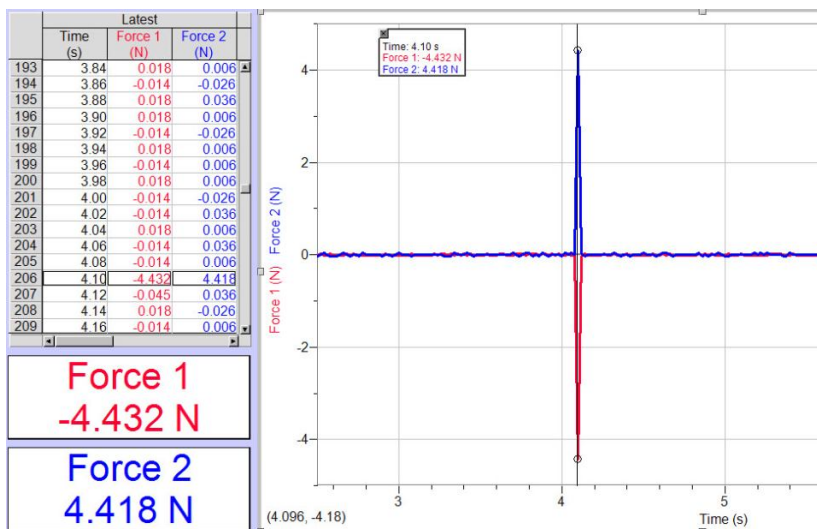 Latest
Time Force 1 Force 2
(s) (N) (N)
193 3.84 0.018 0.006
194 3.86 -0.014 -0.026
195 3.88 0.018 0.036
196 3.90 0.018 0.006
197 3.92 -0.014 -0.026
198 3.94 0.018 0.006
199 3.96 -0.014 0.006
200 3.98 0.018 0.006
201 4.00 -0.014 -0.026
202 4.02 -0.014 0.036
203 4.04 0.018 0.006
204 4.06 -0.014 0.036
205 4.08 -0.014 0.006
206 4.10 -4.432 4.418
207 4.12 -0.045 0.036
208 4.14 0.018 -0.026
209 4.16 -0.014 0.006
Force 1
-4.432 N
Force 2
4.418 N
Time: 4.10 s
Force 1: -4.432 N
Force 2: 4.418 N
Force 1 (N) Force 2 (N)
4
2
0
-2
-4
3 4 5
(4.096, -4.18)
Time (s)